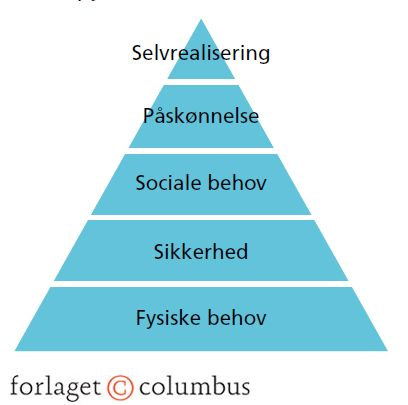 Selvrealisering
Påskønnelse
Sociale behov
Sikkerhed
Fysiske behov
forlaget © columbus